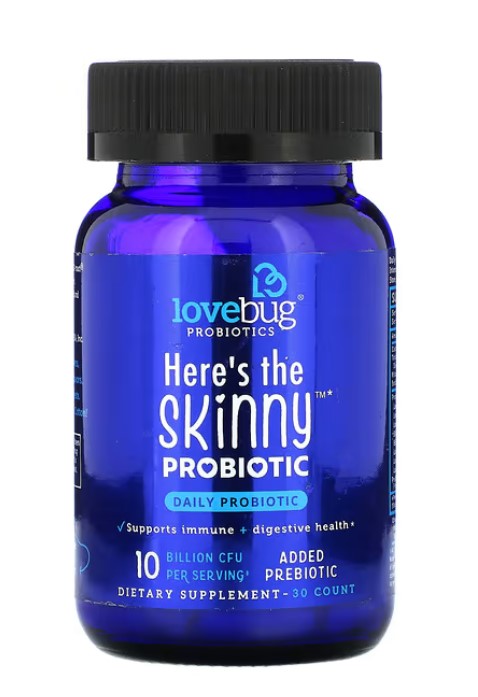 lovebug®
PROBIOTICS
Here's the
SKinny™*
PROBIOTIC
DAILY PROBIOTIC
✓Supports immune + digestive health*
10 BILLION CFU PER SERVING† ADDED PREBIOTIC
DIETARY SUPPLEMENT-30 COUNT